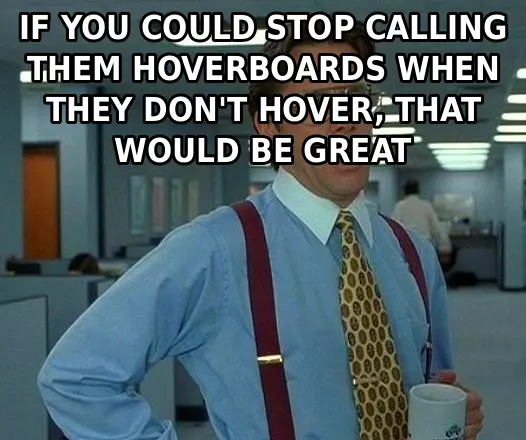 IF YOU COULD STOP CALLING
THEM HOVERBOARDS WHEN
THEY DON'T HOVER, THAT
WOULD BE GREAT